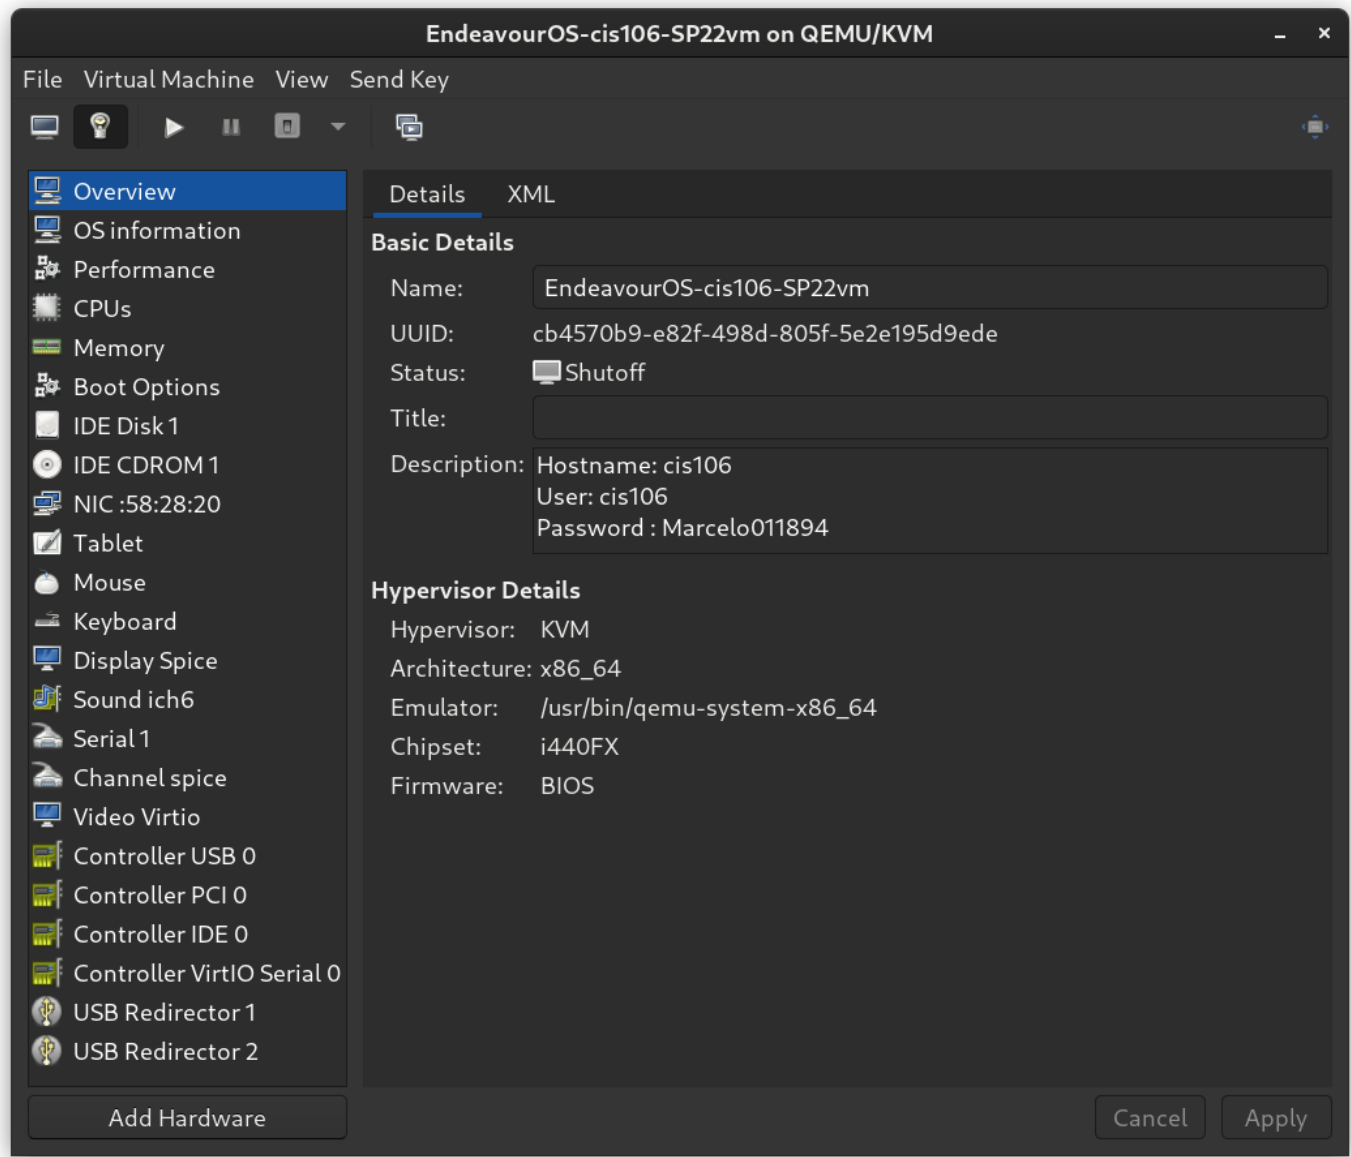 EndeavourOS-cis106-SP22vm on QEMU/KVM
File Virtual Machine View Send Key
Overview
OS information
Performance
CPUs
Memory
Boot Options
IDE Disk 1
IDE CDROM 1
NIC :58:28:20
Tablet
Mouse
Keyboard
Display Spice
Sound ich6
Serial 1
Channel spice
Video Virtio
Controller USB 0
Controller PCI 0
Controller IDE 0
Controller VirtIO Serial 0
USB Redirector 1
USB Redirector 2
Add Hardware
Details XML
Basic Details
Name: EndeavourOS-cis106-SP22vm
UUID: cb4570b9-e82f-498d-805f-5e2e195d9ede
Status: Shutoff
Title:
Description: Hostname: cis106
User: cis106
Password : Marcelo011894
Hypervisor Details
Hypervisor: KVM
Architecture: x86_64
Emulator: /usr/bin/qemu-system-x86_64
Chipset: i440FX
Firmware: BIOS
Cancel Apply